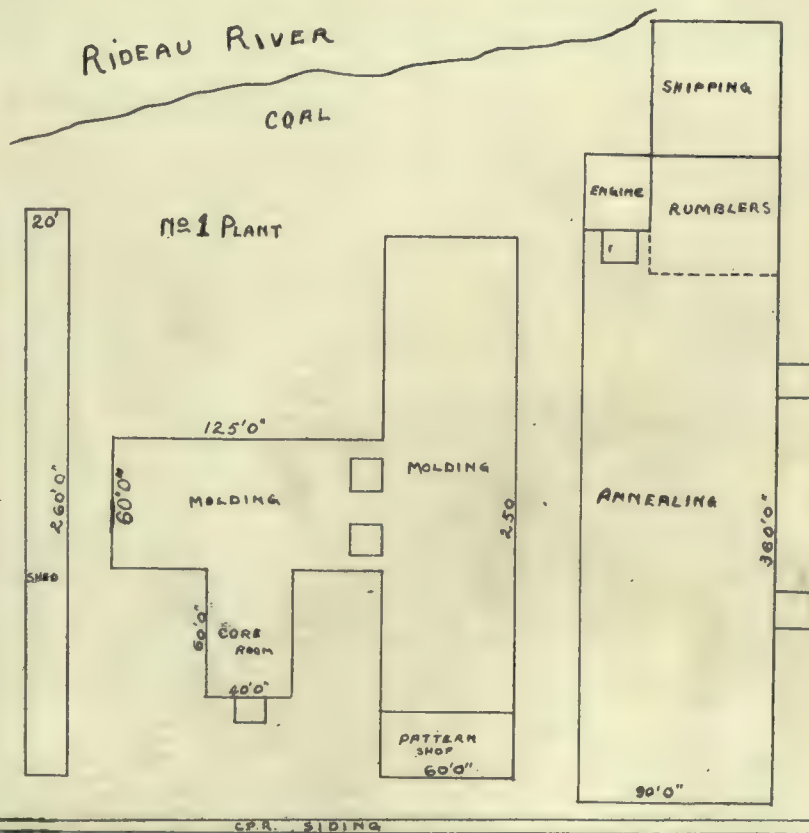 RIDEAU RIVER
COAL
SHIPPING
ENGINE
RUMBLERS
20'
No 1 PLANT
125'0"
MOLDING
MOLDING
60'0"
260'0"
250
ANNEALING
380'0"
SHED
60'0"
CORE
ROOM
40'0"
PATTERN
SHOP
60'0"
90'0"
C.P.R. SIDING